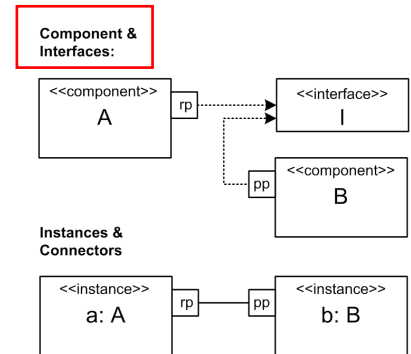 Component &
Interfaces:
<<component>>
A
rp
<<interface>>
I
pp
<<component>>
B
Instances &
Connectors
<<instance>>
a: A
rp
pp
<<instance>>
b: B